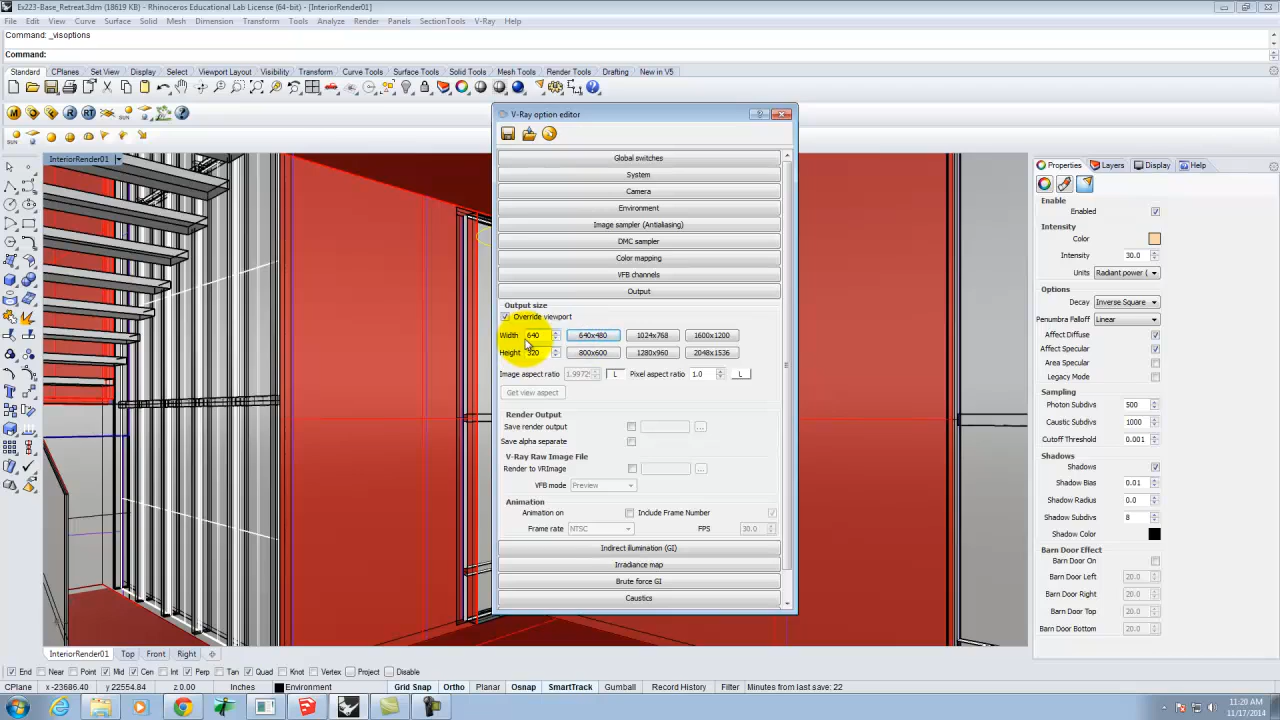 Ex223-Base_Retreat.3dm (18619 KB) - Rhinoceros Educational Lab License (64-bit) - [InteriorRender01]
File Edit View Curve Surface Solid Mesh Dimension Transform Tools Analyze Render Panels SectionTools V-Ray Help
Command: _visoptions
Command:
Standard CPlanes Set View Display Select Viewport Layout Visibility Transform Curve Tools Surface Tools Solid Tools Mesh Tools Render Tools Drafting New in V5
InteriorRender01
V-Ray option editor
Global switches
System
Camera
Environment
Image sampler (Antialiasing)
DMC sampler
Color mapping
VFB channels
Output
Output size
Override viewport
Width 640 640x480 1024x768 1600x1200
Height 320 800x600 1280x960 2048x1536
Image aspect ratio 1.9972 L Pixel aspect ratio 1.0 L
Get view aspect
Render Output
Save render output ...
Save alpha separate
V-Ray Raw Image File
Render to VRImage ...
VFB mode Preview
Animation
Animation on Include Frame Number
Frame rate NTSC FPS 30.0
Indirect illumination (GI)
Irradiance map
Brute force GI
Caustics
Properties Layers Display Help
Enable
Enabled
Intensity
Color
Intensity 30.0
Units Radiant power (
Options
Decay Inverse Square
Penumbra Falloff Linear
Affect Diffuse
Affect Specular
Area Specular
Legacy Mode
Sampling
Photon Subdivs 500
Caustic Subdivs 1000
Cutoff Threshold 0.001
Shadows
Shadows
Shadow Bias 0.01
Shadow Radius 0.0
Shadow Subdivs 8
Shadow Color
Barn Door Effect
Barn Door On
Barn Door Left 20.0
Barn Door Right 20.0
Barn Door Top 20.0
Barn Door Bottom 20.0
InteriorRender01 Top Front Right
End Near Point Mid Cen Int Perp Tan Quad Knot Vertex Project Disable
CPlane x -23686.40 y 22554.84 z 0.00 Inches Environment Grid Snap Ortho Planar Osnap SmartTrack Gumball Record History Filter Minutes from last save: 22
11:20 AM
11/17/2014